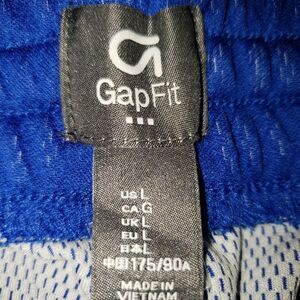 GapFit
US L
CA G
UK L
EU L
日本 L
中国 175/90A
MADE IN
VIETNAM